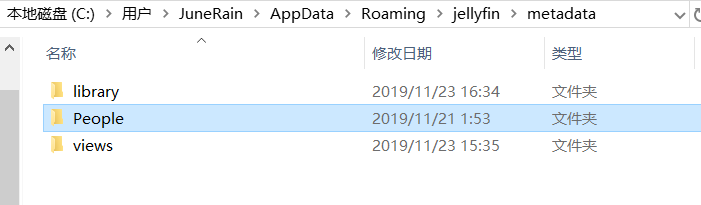 本地磁盘 (C:) > 用户 > JuneRain > AppData > Roaming > jellyfin > metadata
名称 修改日期 类型
library 2019/11/23 16:34 文件夹
People 2019/11/21 1:53 文件夹
views 2019/11/23 15:35 文件夹